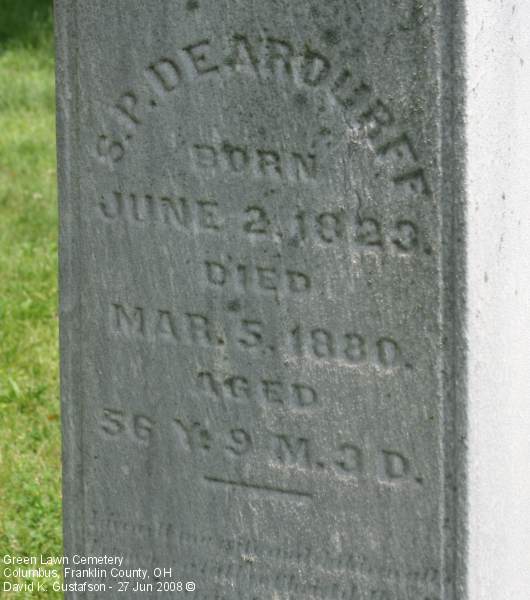 S. P. DEARDURFF
BORN
JUNE 2, 1823.
DIED
MAR. 5, 1880.
AGED
56 Y. 9 M. 3 D.
Green Lawn Cemetery
Columbus, Franklin County, OH
David K. Gustafson - 27 Jun 2008 ©